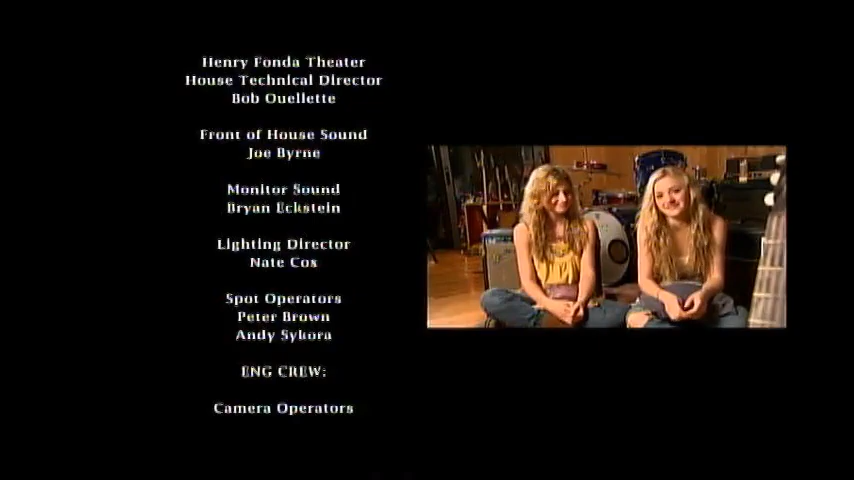 Henry Fonda Theater
House Technical Director
Bob Ouellette
Front of House Sound
Joe Byrne
Monitor Sound
Bryan Eckstein
Lighting Director
Nate Cos
Spot Operators
Peter Brown
Andy Sykora
ENG CREW:
Camera Operators